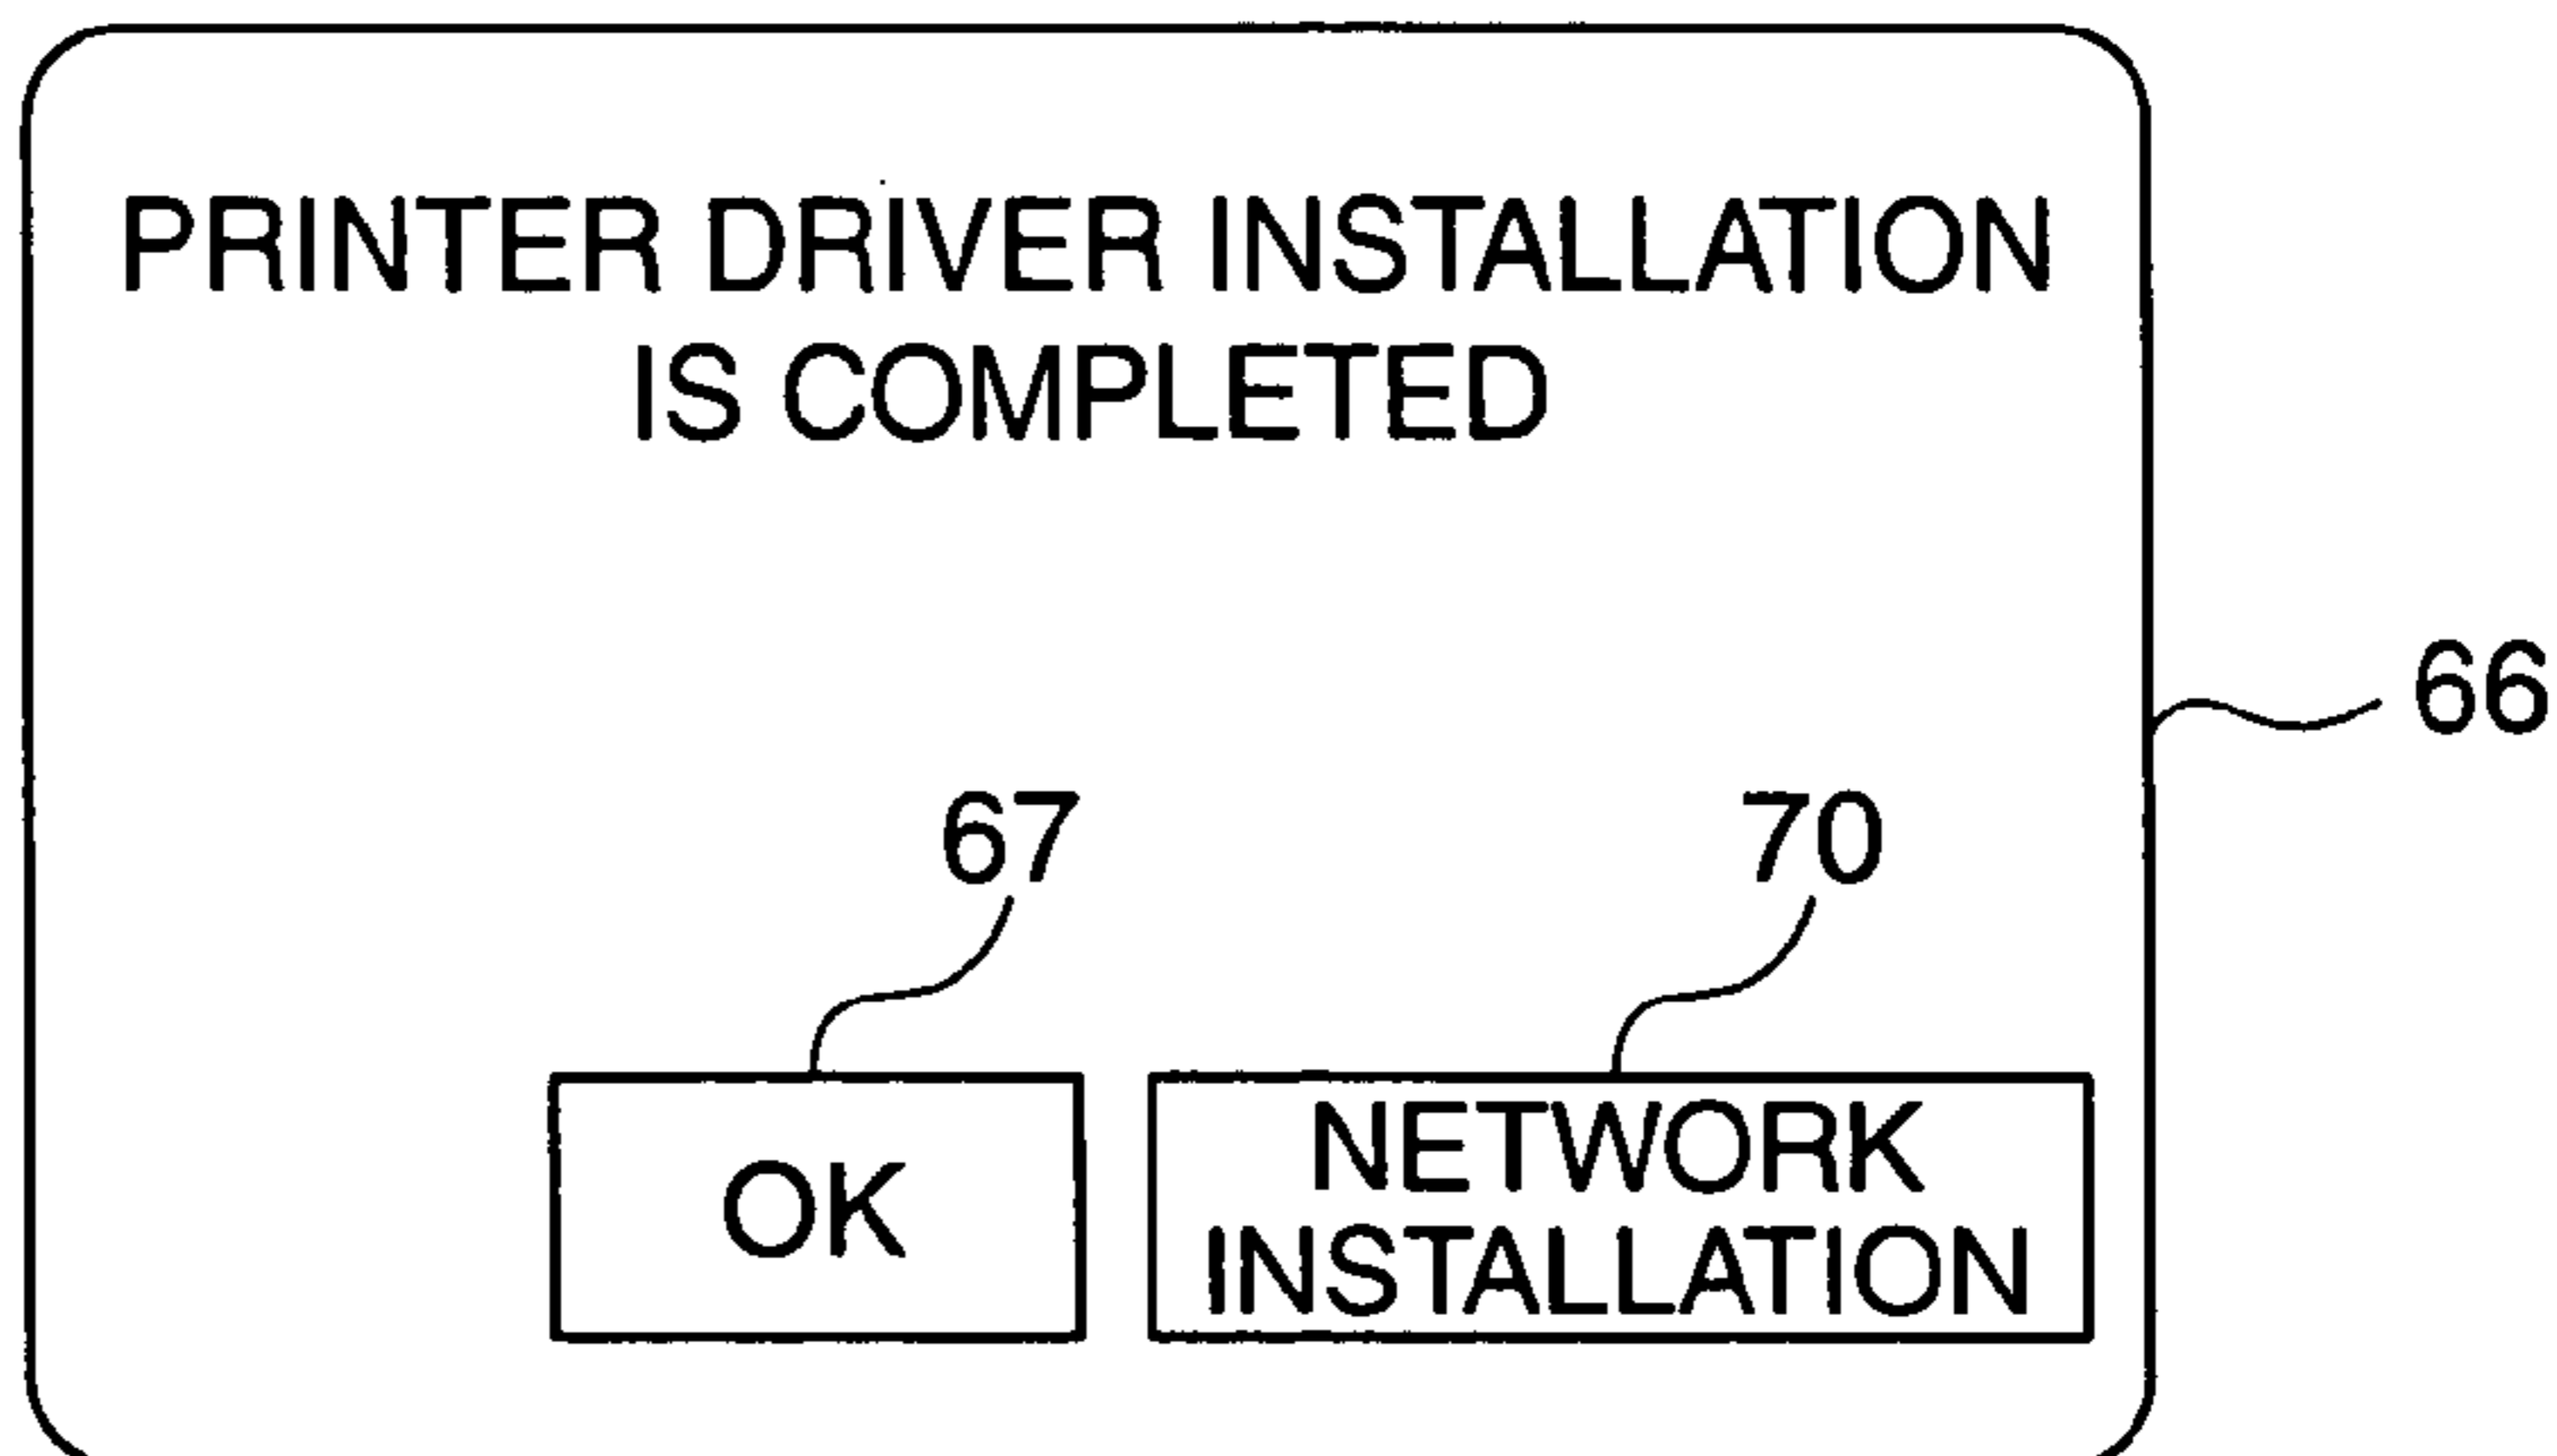 PRINTER DRIVER INSTALLATION
IS COMPLETED
66
67
70
OK
NETWORK
INSTALLATION